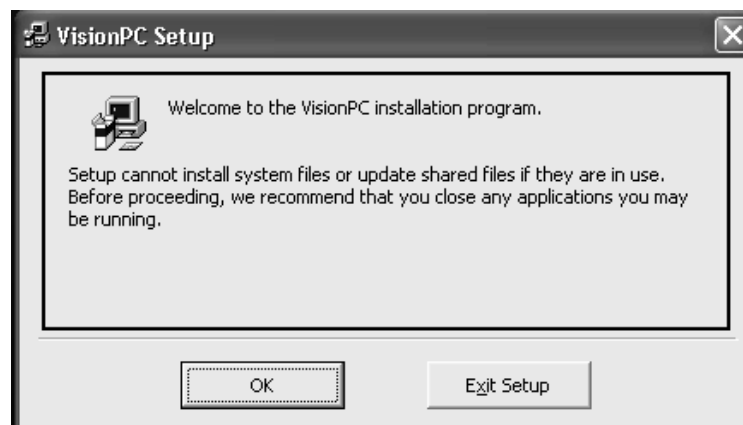 VisionPC Setup
Welcome to the VisionPC installation program.
Setup cannot install system files or update shared files if they are in use.
Before proceeding, we recommend that you close any applications you may
be running.
OK
Exit Setup